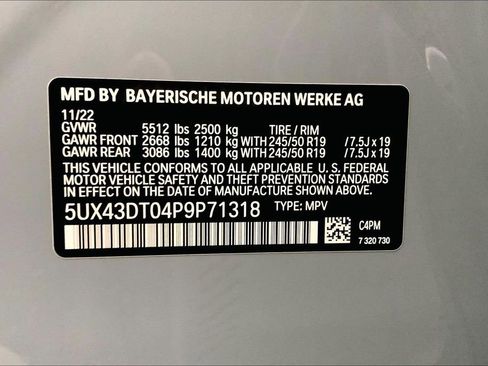 MFD BY BAYERISCHE MOTOREN WERKE AG
11/22
GVWR 5512 lbs 2500 kg TIRE / RIM
GAWR FRONT 2668 lbs 1210 kg WITH 245/50 R19 / 7.5J x 19
GAWR REAR 3086 lbs 1400 kg WITH 245/50 R19 / 7.5J x 19
THIS VEHICLE CONFORMS TO ALL APPLICABLE U. S. FEDERAL
MOTOR VEHICLE SAFETY AND THEFT PREVENTION STANDARDS
IN EFFECT ON THE DATE OF MANUFACTURE SHOWN ABOVE.
5UX43DT04P9P71318 TYPE: MPV
C4PM
7 320 730